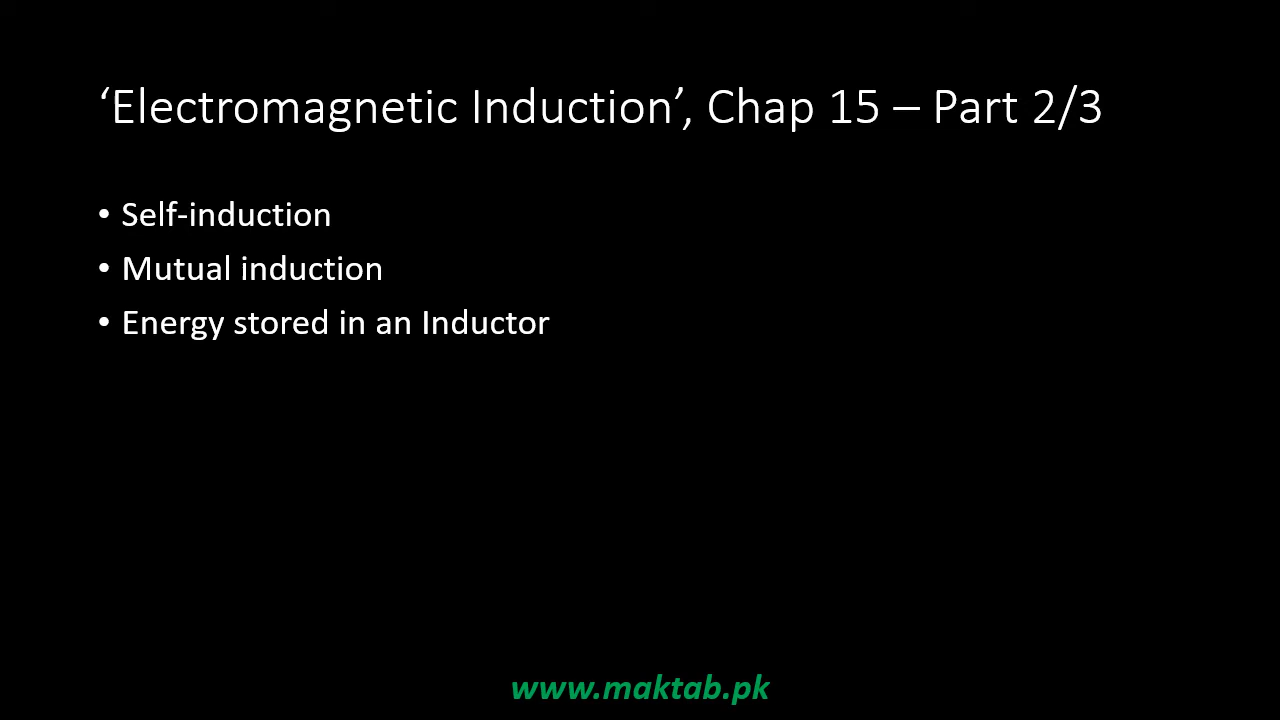 ‘Electromagnetic Induction’, Chap 15 – Part 2/3
• Self-induction
• Mutual induction
• Energy stored in an Inductor
www.maktab.pk